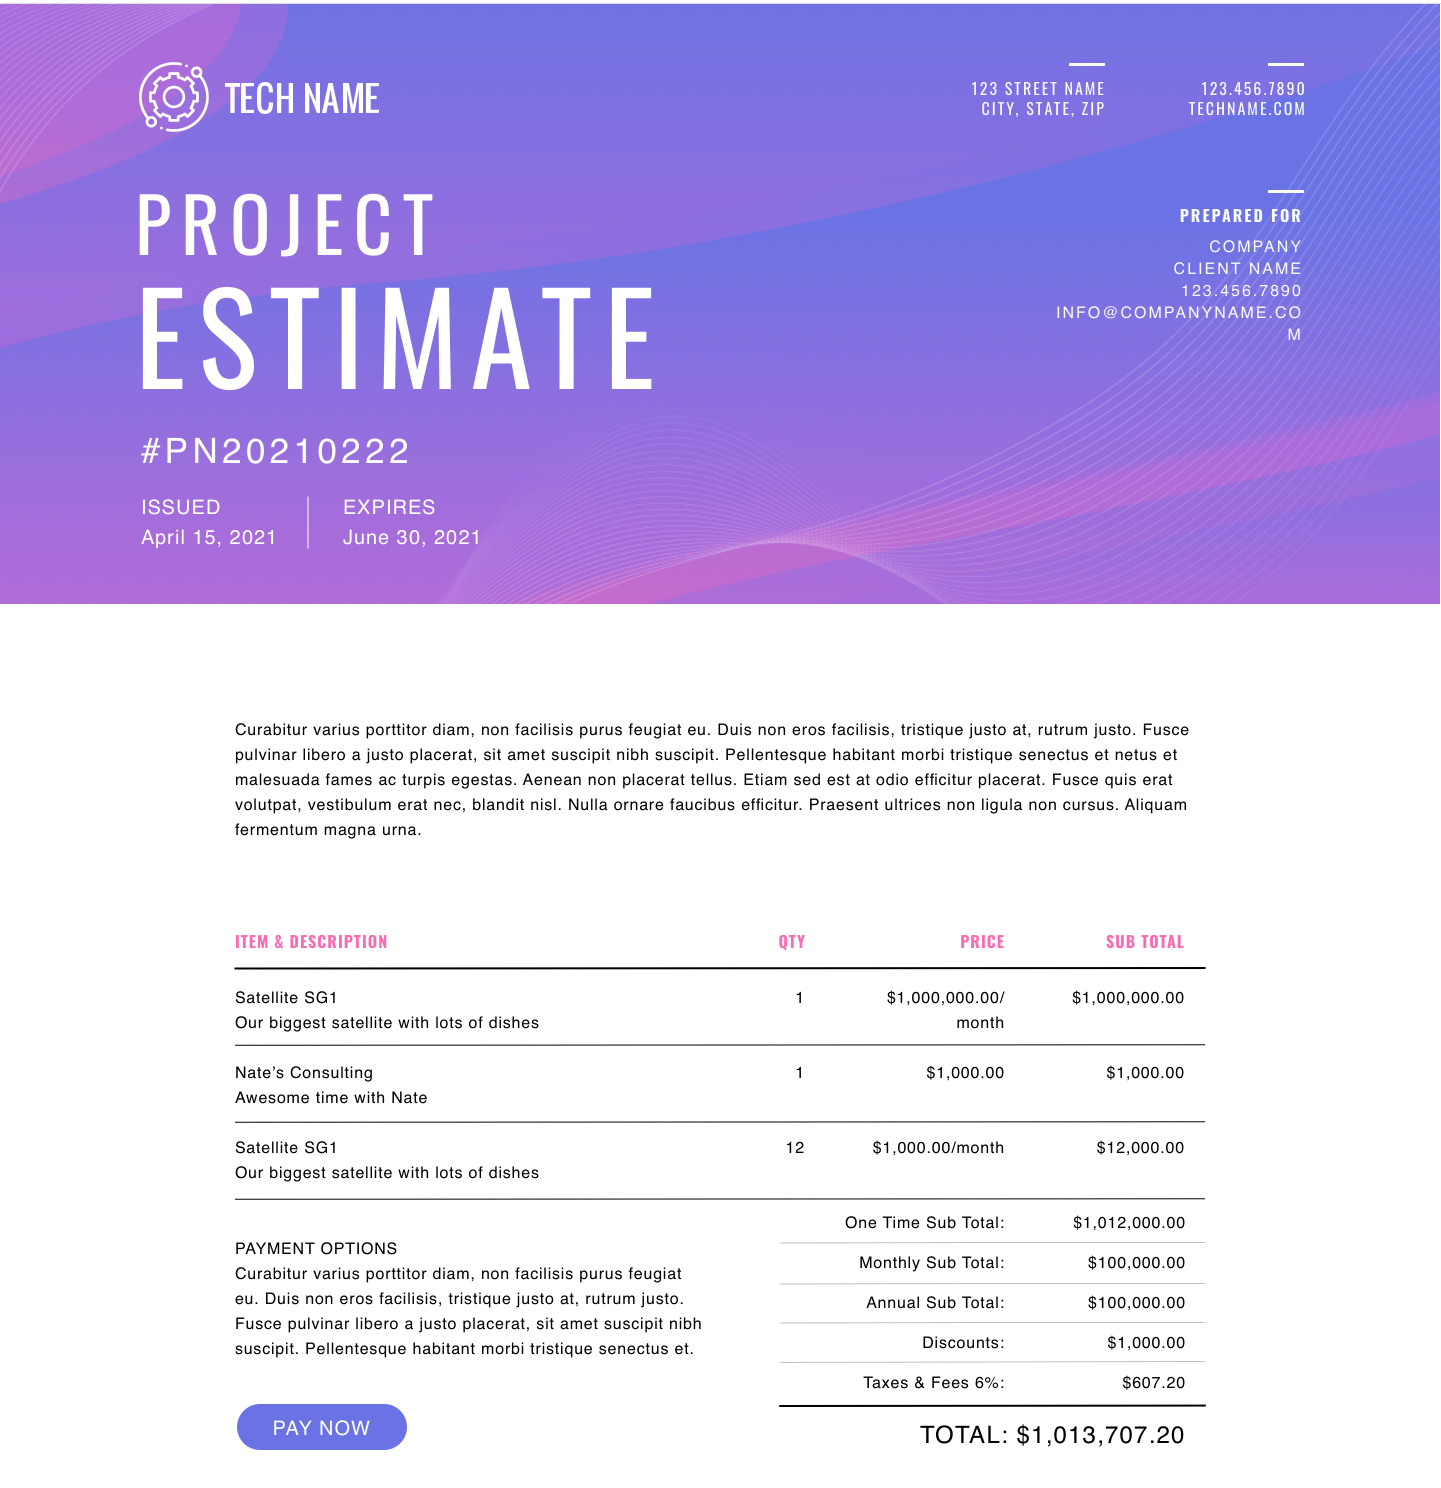 TECH NAME
123 STREET NAME
CITY, STATE, ZIP
123.456.7890
TECHNAME.COM
PROJECT
ESTIMATE
PREPARED FOR
COMPANY
CLIENT NAME
123.456.7890
INFO@COMPANYNAME.CO
M
#PN20210222
ISSUED
April 15, 2021
EXPIRES
June 30, 2021
Curabitur varius porttitor diam, non facilisis purus feugiat eu. Duis non eros facilisis, tristique justo at, rutrum justo. Fusce
pulvinar libero a justo placerat, sit amet suscipit nibh suscipit. Pellentesque habitant morbi tristique senectus et netus et
malesuada fames ac turpis egestas. Aenean non placerat tellus. Etiam sed est at odio efficitur placerat. Fusce quis erat
volutpat, vestibulum erat nec, blandit nisl. Nulla ornare faucibus efficitur. Praesent ultrices non ligula non cursus. Aliquam
fermentum magna urna.
ITEM & DESCRIPTION QTY PRICE SUB TOTAL
Satellite SG1 1 $1,000,000.00/ $1,000,000.00
Our biggest satellite with lots of dishes month
Nate’s Consulting 1 $1,000.00 $1,000.00
Awesome time with Nate
Satellite SG1 12 $1,000.00/month $12,000.00
Our biggest satellite with lots of dishes
One Time Sub Total: $1,012,000.00
Monthly Sub Total: $100,000.00
Annual Sub Total: $100,000.00
Discounts: $1,000.00
Taxes & Fees 6%: $607.20
TOTAL: $1,013,707.20
PAYMENT OPTIONS
Curabitur varius porttitor diam, non facilisis purus feugiat
eu. Duis non eros facilisis, tristique justo at, rutrum justo.
Fusce pulvinar libero a justo placerat, sit amet suscipit nibh
suscipit. Pellentesque habitant morbi tristique senectus et.
PAY NOW